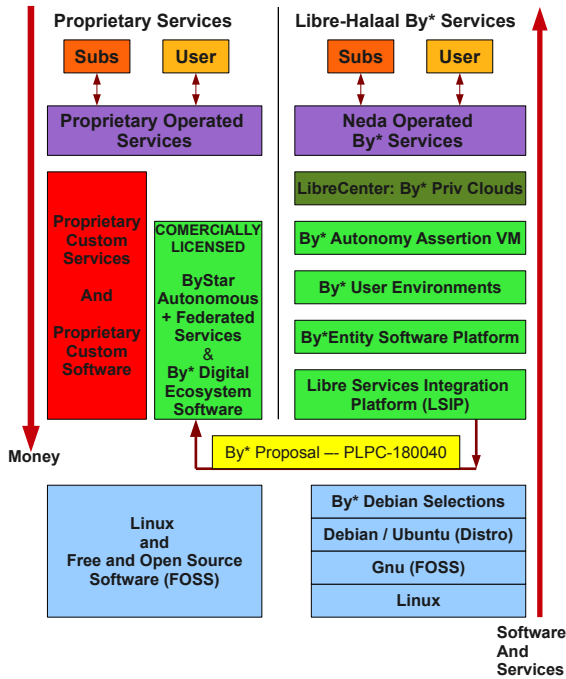 Proprietary Services
Subs
User
Proprietary Operated
Services
Proprietary
Custom
Services
And
Proprietary
Custom
Software
COMERCIALLY
LICENSED
ByStar
Autonomous
+ Federated
Services
&
By* Digital
Ecosystem
Software
Money
Linux
and
Free and Open Source
Software (FOSS)
Libre-Halaal By* Services
Subs
User
Neda Operated
By* Services
LibreCenter: By* Priv Clouds
By* Autonomy Assertion VM
By* User Environments
By*Entity Software Platform
Libre Services Integration
Platform (LSIP)
By* Proposal –- PLPC-180040
By* Debian Selections
Debian / Ubuntu (Distro)
Gnu (FOSS)
Linux
Software
And
Services